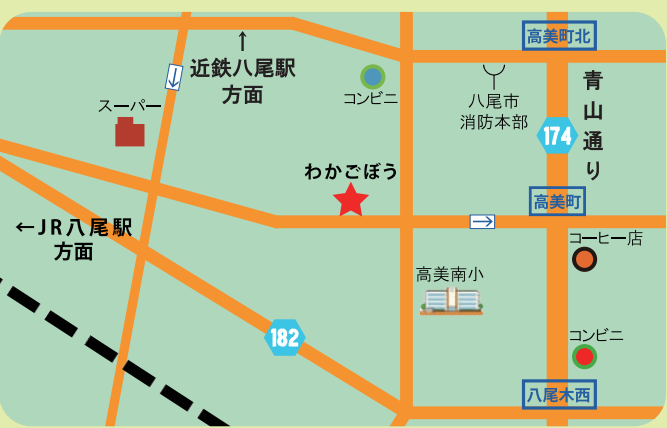 高美町北
↑
近鉄八尾駅
方面
コンビニ
青山通り
スーパー
八尾市
消防本部
174
わかごぼう
高美町
←JR八尾駅
方面
コーヒー店
高美南小
182
コンビニ
八尾木西